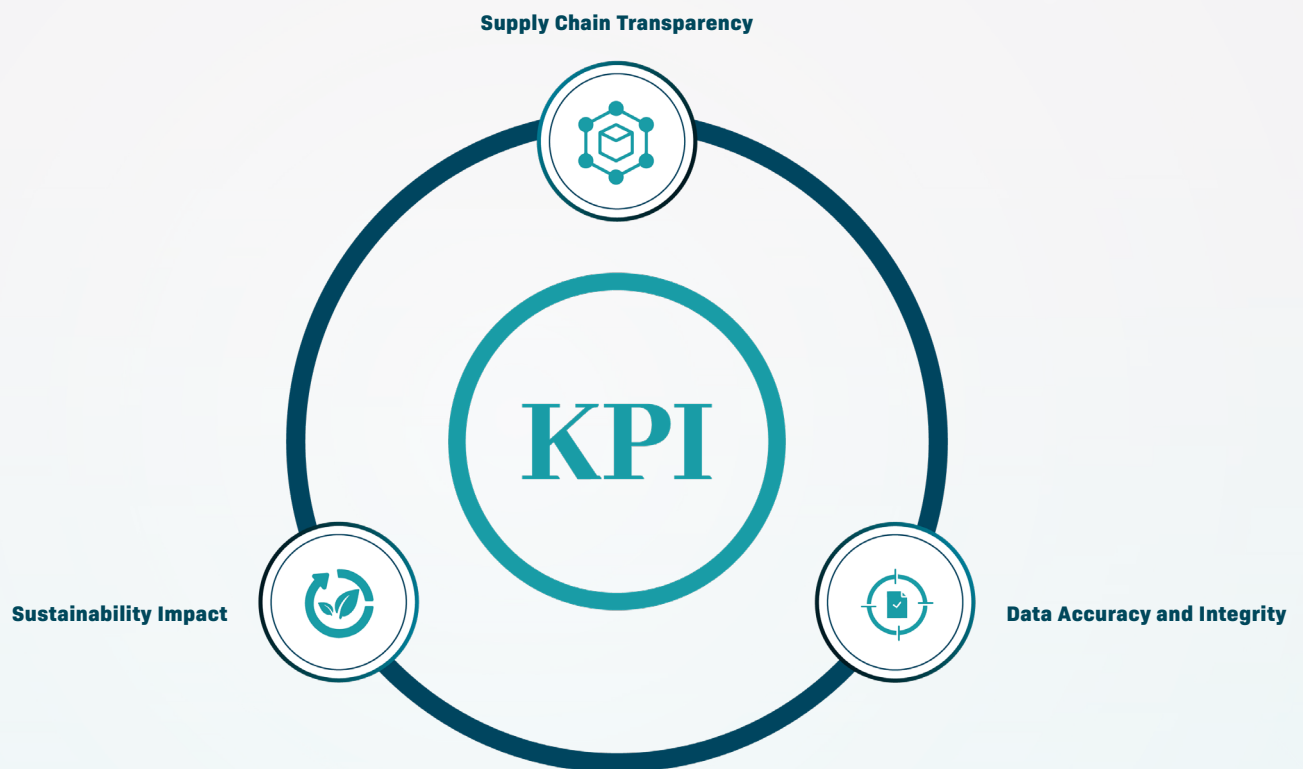 Supply Chain Transparency
KPI
Sustainability Impact
Data Accuracy and Integrity